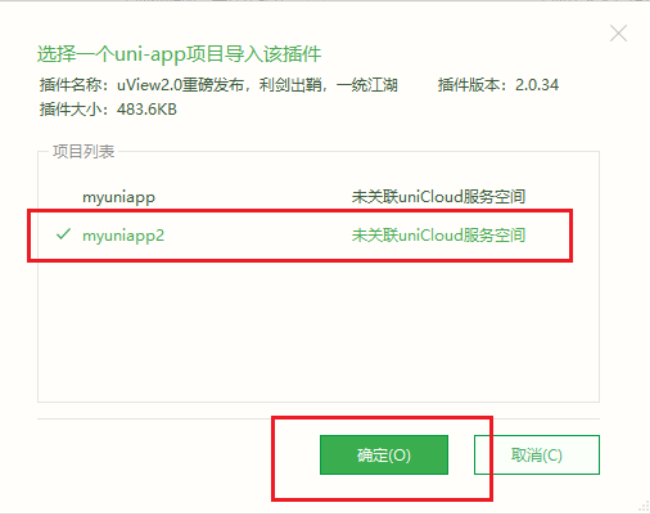 选择一个uni-app项目导入该插件
插件名称：uView2.0重磅发布，利剑出鞘，一统江湖 插件版本：2.0.34
插件大小：483.6KB
项目列表
myuniapp 未关联uniCloud服务空间
myuniapp2 未关联uniCloud服务空间
确定(O) 取消(C)